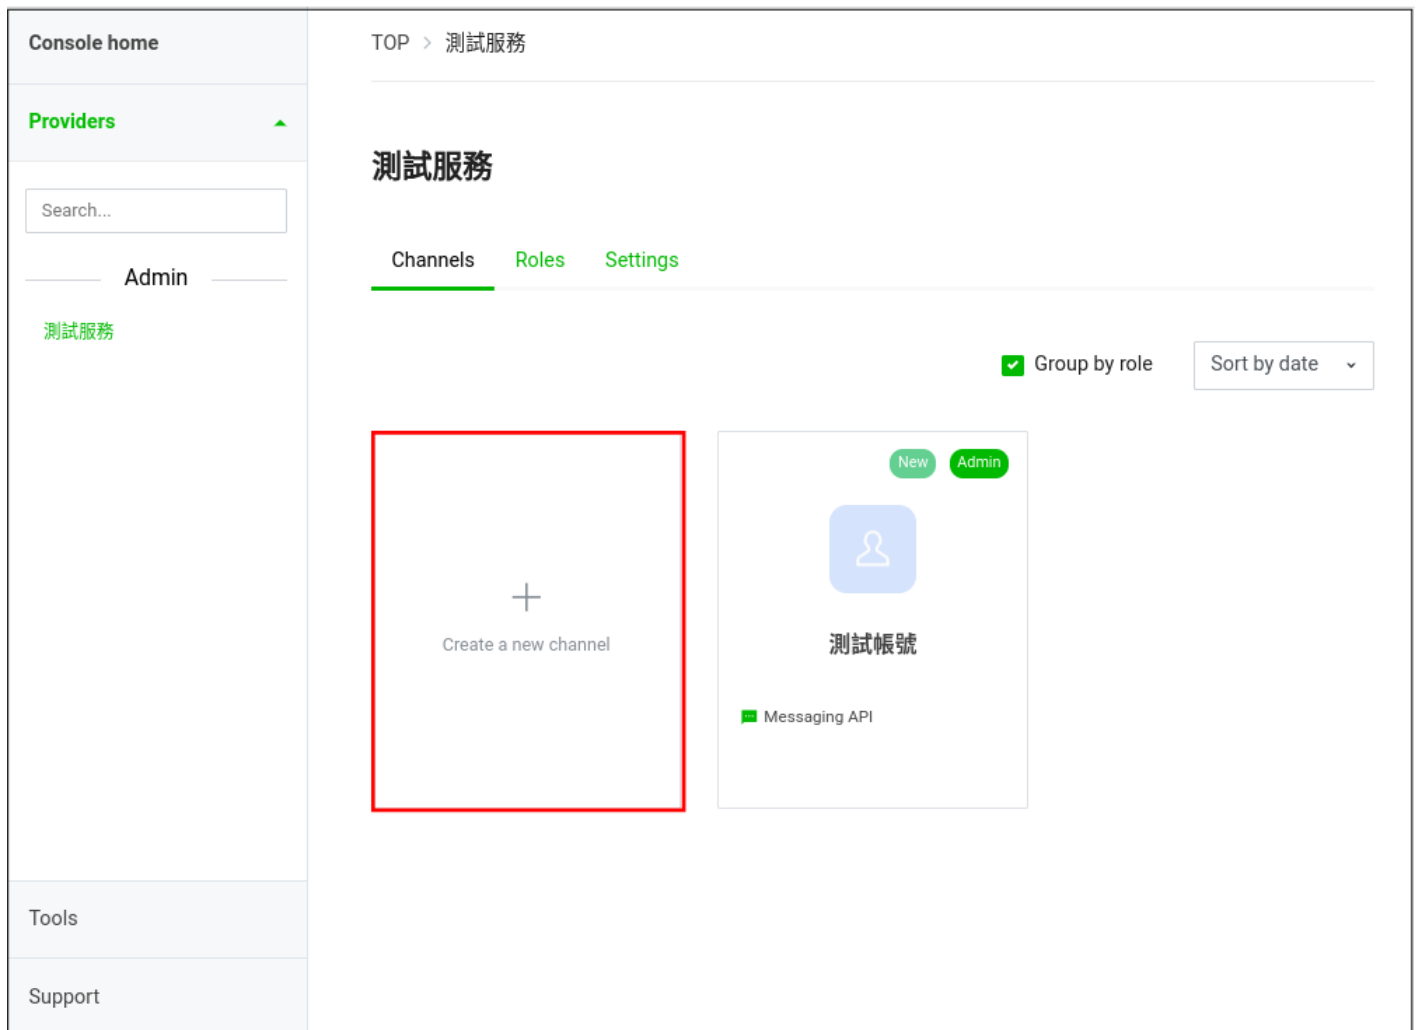 Console home
TOP > 測試服務
Providers
測試服務
Search...
Channels Roles Settings
Admin
測試服務
Group by role Sort by date
New Admin
Create a new channel
測試帳號
Messaging API
Tools
Support